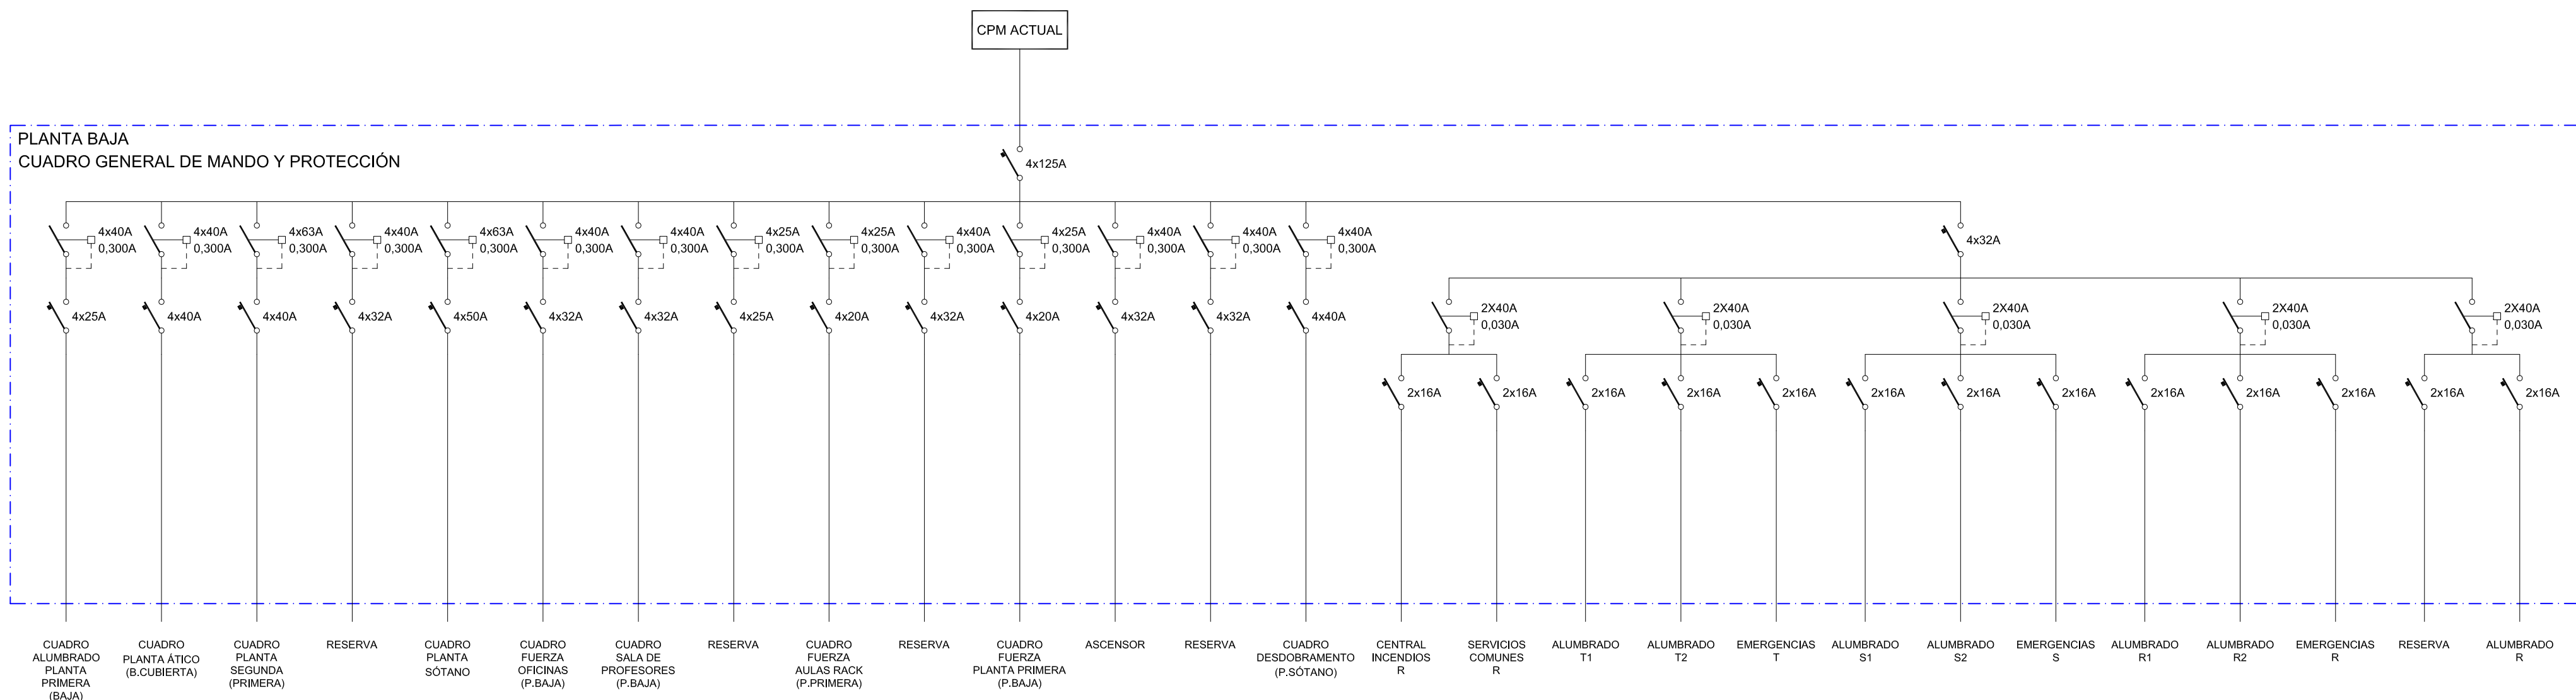 CPM ACTUAL
PLANTA BAJA
CUADRO GENERAL DE MANDO Y PROTECCIÓN
4x125A
4x40A
0,300A
4x40A
0,300A
4x63A
0,300A
4x40A
0,300A
4x63A
0,300A
4x40A
0,300A
4x40A
0,300A
4x25A
0,300A
4x25A
0,300A
4x40A
0,300A
4x25A
0,300A
4x40A
0,300A
4x40A
0,300A
4x40A
0,300A
4x32A
4x25A
4x40A
4x40A
4x32A
4x50A
4x32A
4x32A
4x25A
4x20A
4x32A
4x20A
4x32A
4x32A
4x40A
2X40A
0,030A
2X40A
0,030A
2X40A
0,030A
2X40A
0,030A
2X40A
0,030A
2x16A
2x16A
2x16A
2x16A
2x16A
2x16A
2x16A
2x16A
2x16A
2x16A
2x16A
2x16A
2x16A
CUADRO
ALUMBRADO
PLANTA
PRIMERA
(BAJA)
CUADRO
PLANTA ÁTICO
(B.CUBIERTA)
CUADRO
PLANTA
SEGUNDA
(PRIMERA)
RESERVA
CUADRO
PLANTA
SÓTANO
CUADRO
FUERZA
OFICINAS
(P.BAJA)
CUADRO
SALA DE
PROFESORES
(P.BAJA)
RESERVA
CUADRO
FUERZA
AULAS RACK
(P.PRIMERA)
RESERVA
CUADRO
FUERZA
PLANTA PRIMERA
(P.BAJA)
ASCENSOR
RESERVA
CUADRO
DESDOBRAMENTO
(P.SÓTANO)
CENTRAL
INCENDIOS
R
SERVICIOS
COMUNES
R
ALUMBRADO
T1
ALUMBRADO
T2
EMERGENCIAS
T
ALUMBRADO
S1
ALUMBRADO
S2
EMERGENCIAS
S
ALUMBRADO
R1
ALUMBRADO
R2
EMERGENCIAS
R
RESERVA
ALUMBRADO
R